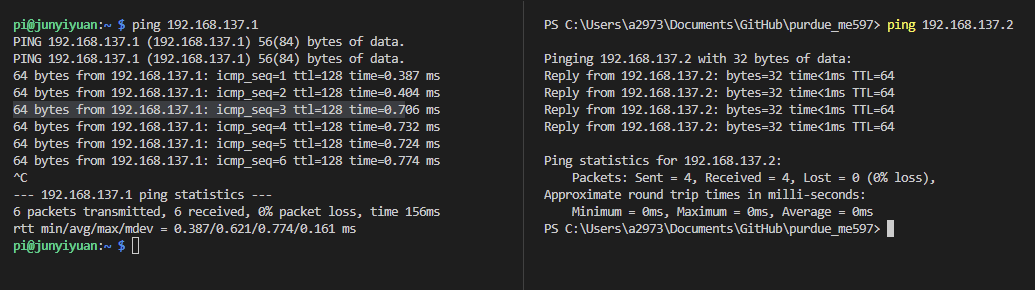 pi@junyiyuan:~ $ ping 192.168.137.1
PING 192.168.137.1 (192.168.137.1) 56(84) bytes of data.
PING 192.168.137.1 (192.168.137.1) 56(84) bytes of data.
64 bytes from 192.168.137.1: icmp_seq=1 ttl=128 time=0.387 ms
64 bytes from 192.168.137.1: icmp_seq=2 ttl=128 time=0.404 ms
64 bytes from 192.168.137.1: icmp_seq=3 ttl=128 time=0.706 ms
64 bytes from 192.168.137.1: icmp_seq=4 ttl=128 time=0.732 ms
64 bytes from 192.168.137.1: icmp_seq=5 ttl=128 time=0.724 ms
64 bytes from 192.168.137.1: icmp_seq=6 ttl=128 time=0.774 ms
^C
--- 192.168.137.1 ping statistics ---
6 packets transmitted, 6 received, 0% packet loss, time 156ms
rtt min/avg/max/mdev = 0.387/0.621/0.774/0.161 ms
pi@junyiyuan:~ $
PS C:\Users\a2973\Documents\GitHub\purdue_me597> ping 192.168.137.2
Pinging 192.168.137.2 with 32 bytes of data:
Reply from 192.168.137.2: bytes=32 time<1ms TTL=64
Reply from 192.168.137.2: bytes=32 time<1ms TTL=64
Reply from 192.168.137.2: bytes=32 time<1ms TTL=64
Reply from 192.168.137.2: bytes=32 time<1ms TTL=64
Ping statistics for 192.168.137.2:
Packets: Sent = 4, Received = 4, Lost = 0 (0% loss),
Approximate round trip times in milli-seconds:
Minimum = 0ms, Maximum = 0ms, Average = 0ms
PS C:\Users\a2973\Documents\GitHub\purdue_me597>